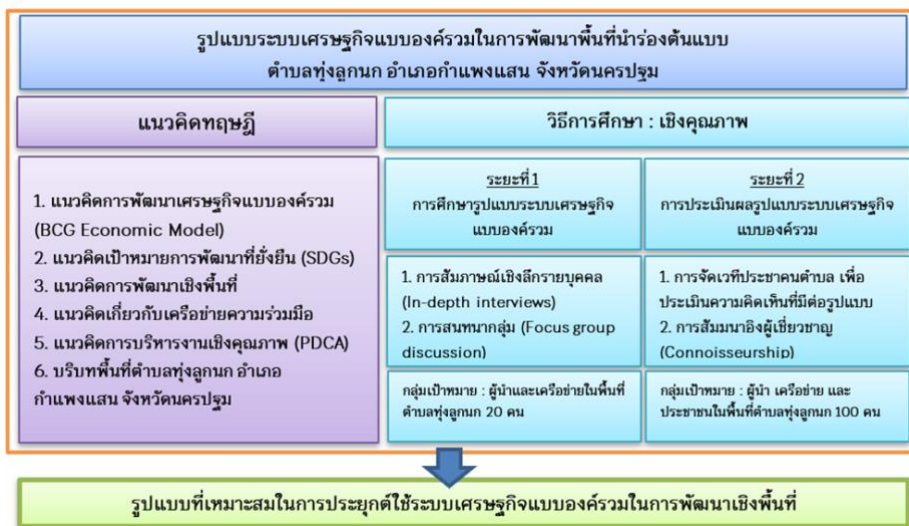 รูปแบบระบบเศรษฐกิจแบบองค์รวมในการพัฒนาพื้นที่นำร่องต้นแบบ
ตำบลทุ่งลูกนก อำเภอกำแพงแสน จังหวัดนครปฐม
แนวคิดทฤษฎี
1. แนวคิดการพัฒนาเศรษฐกิจแบบองค์รวม
(BCG Economic Model)
2. แนวคิดเป้าหมายการพัฒนาที่ยั่งยืน (SDGs)
3. แนวคิดการพัฒนาเชิงพื้นที่
4. แนวคิดเกี่ยวกับเครือข่ายความร่วมมือ
5. แนวคิดการบริหารงานเชิงคุณภาพ (PDCA)
6. บริบทพื้นที่ตำบลทุ่งลูกนก อำเภอ
กำแพงแสน จังหวัดนครปฐม
วิธีการศึกษา : เชิงคุณภาพ
ระยะที่ 1
การศึกษารูปแบบระบบเศรษฐกิจ
แบบองค์รวม
1. การสัมภาษณ์เชิงลึกรายบุคคล
(In-depth interviews)
2. การสนทนากลุ่ม (Focus group
discussion)
กลุ่มเป้าหมาย : ผู้นำและเครือข่ายในพื้นที่
ตำบลทุ่งลูกนก 20 คน
ระยะที่ 2
การประเมินผลรูปแบบระบบเศรษฐกิจ
แบบองค์รวม
1. การจัดเวทีประชาคมตำบล เพื่อ
ประเมินความคิดเห็นที่มีต่อรูปแบบ
2. การสัมมนาอิงผู้เชี่ยวชาญ
(Connoisseurship)
กลุ่มเป้าหมาย : ผู้นำ เครือข่าย และ
ประชาชนในพื้นที่ตำบลทุ่งลูกนก 100 คน
รูปแบบที่เหมาะสมในการประยุกต์ใช้ระบบเศรษฐกิจแบบองค์รวมในการพัฒนาเชิงพื้นที่